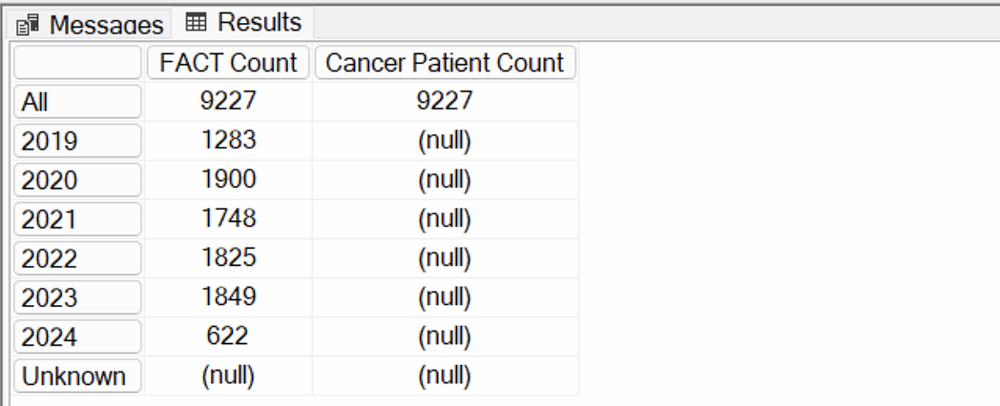 Messages Results
FACT Count Cancer Patient Count
All 9227 9227
2019 1283 (null)
2020 1900 (null)
2021 1748 (null)
2022 1825 (null)
2023 1849 (null)
2024 622 (null)
Unknown (null) (null)